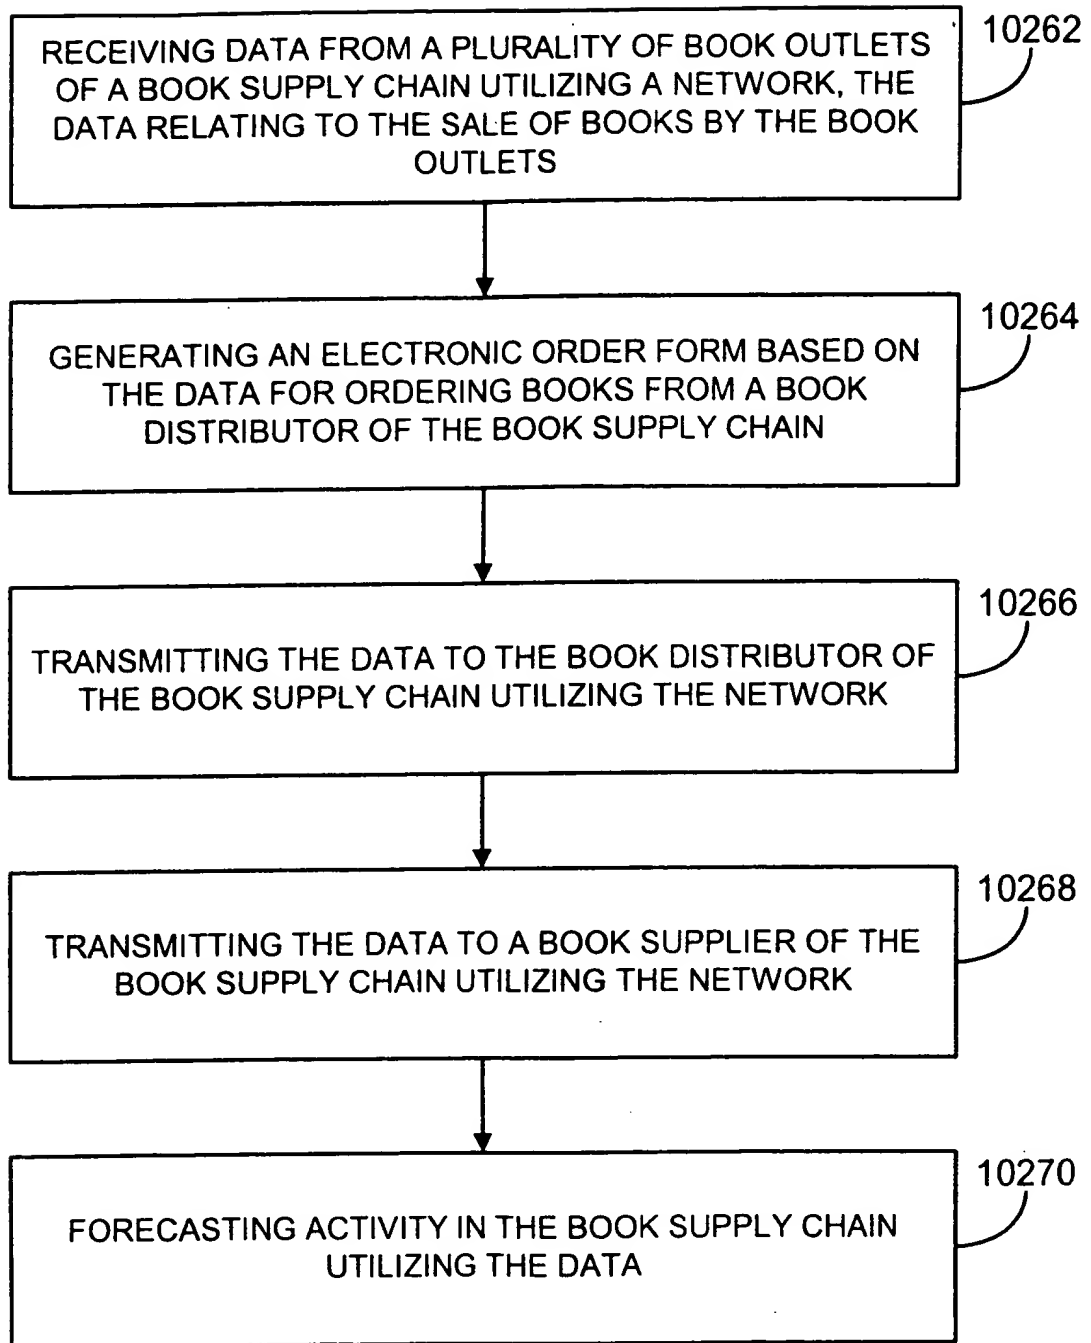 RECEIVING DATA FROM A PLURALITY OF BOOK OUTLETS
OF A BOOK SUPPLY CHAIN UTILIZING A NETWORK, THE
DATA RELATING TO THE SALE OF BOOKS BY THE BOOK
OUTLETS
10262
GENERATING AN ELECTRONIC ORDER FORM BASED ON
THE DATA FOR ORDERING BOOKS FROM A BOOK
DISTRIBUTOR OF THE BOOK SUPPLY CHAIN
10264
TRANSMITTING THE DATA TO THE BOOK DISTRIBUTOR OF
THE BOOK SUPPLY CHAIN UTILIZING THE NETWORK
10266
TRANSMITTING THE DATA TO A BOOK SUPPLIER OF THE
BOOK SUPPLY CHAIN UTILIZING THE NETWORK
10268
FORECASTING ACTIVITY IN THE BOOK SUPPLY CHAIN
UTILIZING THE DATA
10270